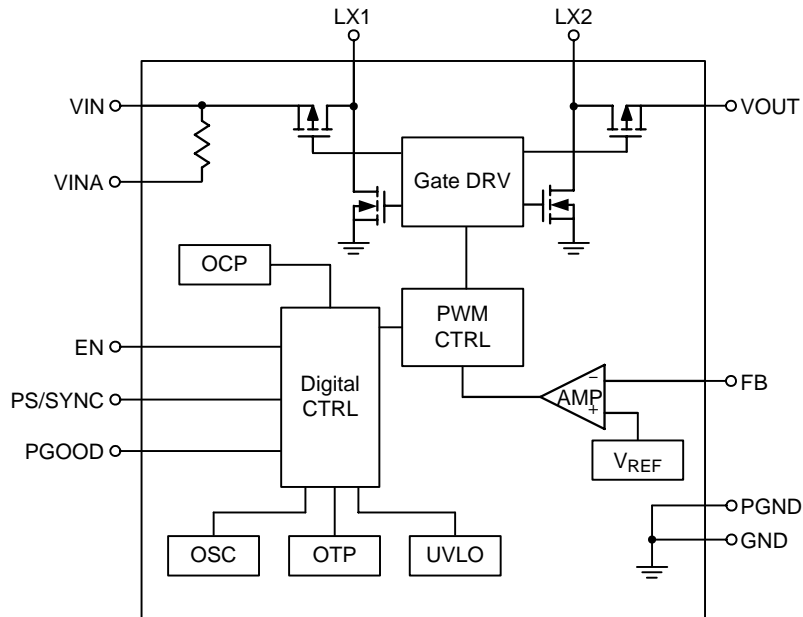 LX1
LX2
VIN
VOUT
VINA
Gate DRV
OCP
PWM
CTRL
EN
Digital
CTRL
PS/SYNC
PGOOD
−
AMP
+
FB
VREF
PGND
GND
OSC
OTP
UVLO